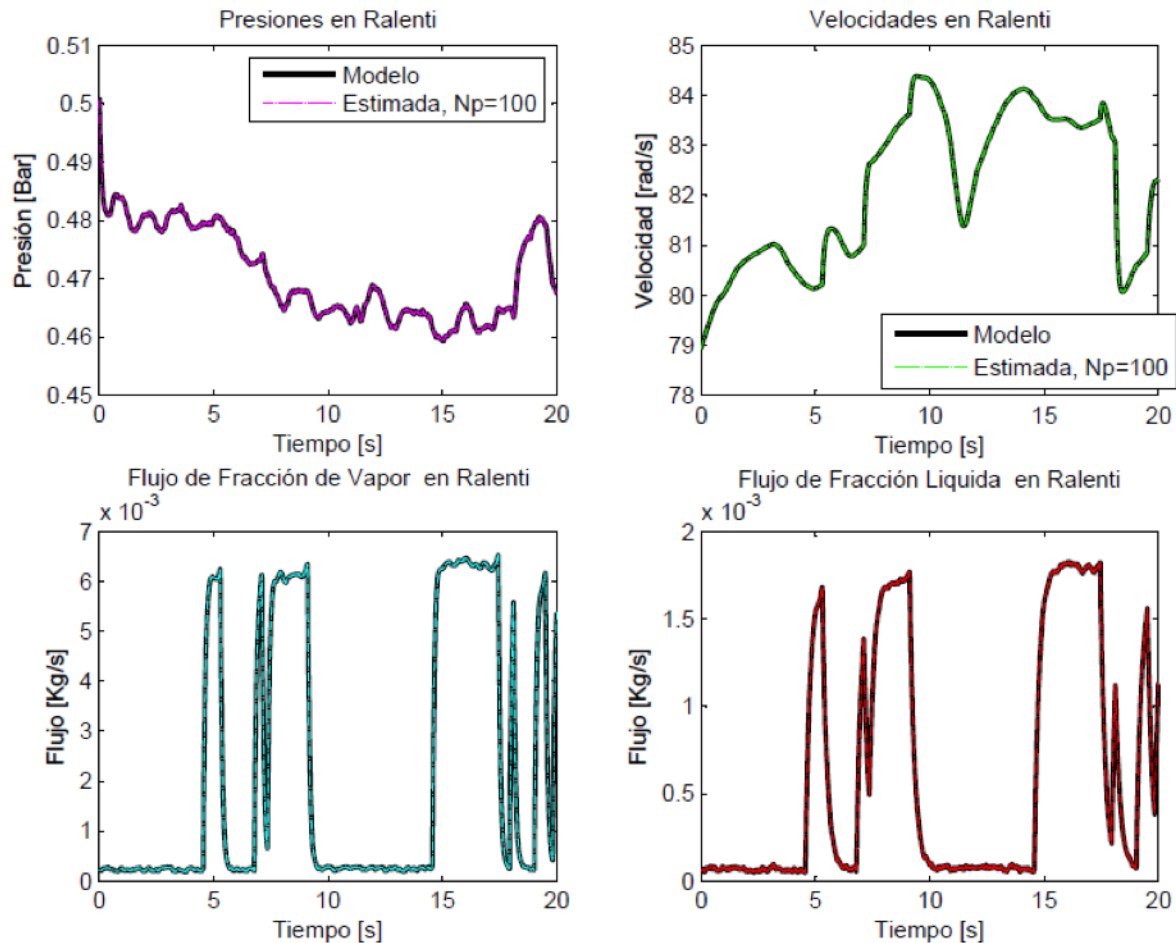 Presiones en Ralenti
0.51
0.5
0.49
0.48
0.47
0.46
0.45
Presión [Bar]
Modelo
Estimada, Np=100
0 5 10 15 20
Tiempo [s]
Velocidades en Ralenti
85
84
83
82
81
80
79
78
Velocidad [rad/s]
Modelo
Estimada, Np=100
0 5 10 15 20
Tiempo [s]
Flujo de Fracción de Vapor en Ralenti
x 10^-3
7
6
5
4
3
2
1
0
Flujo [Kg/s]
0 5 10 15 20
Tiempo [s]
Flujo de Fracción Liquida en Ralenti
x 10^-3
2
1.5
1
0.5
0
Flujo [Kg/s]
0 5 10 15 20
Tiempo [s]